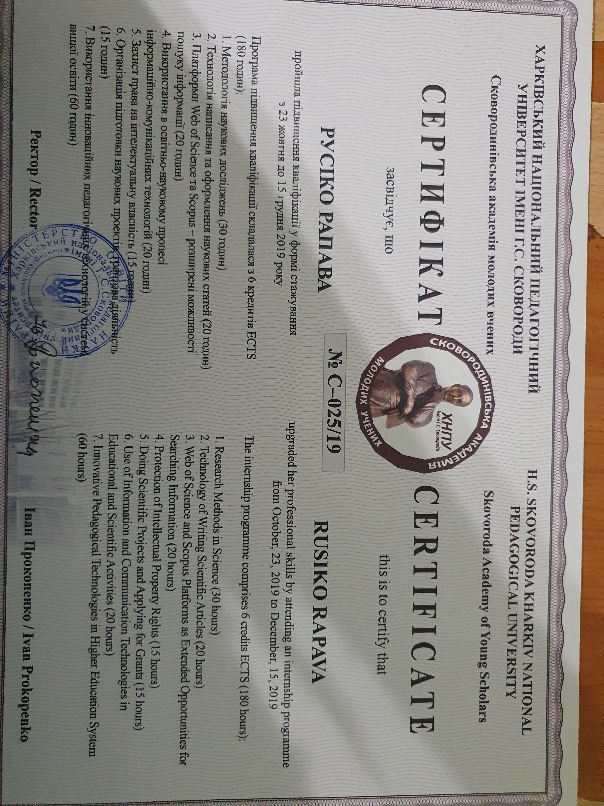 ХАРКІВСЬКИЙ НАЦІОНАЛЬНИЙ ПЕДАГОГІЧНИЙ
УНІВЕРСИТЕТ ІМЕНІ Г.С. СКОВОРОДИ
Сковородинівська академія молодих вчених
СЕРТИФІКАТ
засвідчує, що
РУСІКО РАПАВА
пройшла підвищення кваліфікації у формі стажування
з 23 жовтня до 15 грудня 2019 року
Програма підвищення кваліфікації складалася з 6 кредитів ECTS
(180 годин):
1. Методологія наукових досліджень (30 годин)
2. Технологія написання та оформлення наукових статей (20 годин)
3. Платформи Web of Science та Scopus – розширені можливості
пошуку інформації (20 годин)
4. Використання в освітньо-науковому процесі
інформаційно-комунікаційних технологій (20 годин)
5. Захист права на інтелектуальну власність (15 годин)
6. Організація підготовки наукових проектів, грантова діяльність
(15 годин)
7. Використання інноваційних педагогічних технологій у системі
вищої освіти (60 годин)
Ректор / Rector
СКОВОРОДИНІВСЬКА АКАДЕМІЯ
МОЛОДИХ УЧЕНИХ
ХНПУ
№ С–025/19
H.S. SKOVORODA KHARKIV NATIONAL
PEDAGOGICAL UNIVERSITY
Skovoroda Academy of Young Scholars
CERTIFICATE
this is to certify that
RUSIKO RAPAVA
upgraded her professional skills by attending an internship programme
from October, 23, 2019 to December, 15, 2019
The internship programme comprises 6 credits ECTS (180 hours):
1. Research Methods in Science (30 hours)
2. Technology of Writing Scientific Articles (20 hours)
3. Web of Science and Scopus Platforms as Extended Opportunities for
Searching Information (20 hours)
4. Protection of Intellectual Property Rights (15 hours)
5. Doing Scientific Projects and Applying for Grants (15 hours)
6 Use of Information and Communication Technologies in
Educational and Scientific Activities (20 hours)
7. Innovative Pedagogical Technologies in Higher Education System
(60 hours)
Іван Прокопенко / Ivan Prokopenko